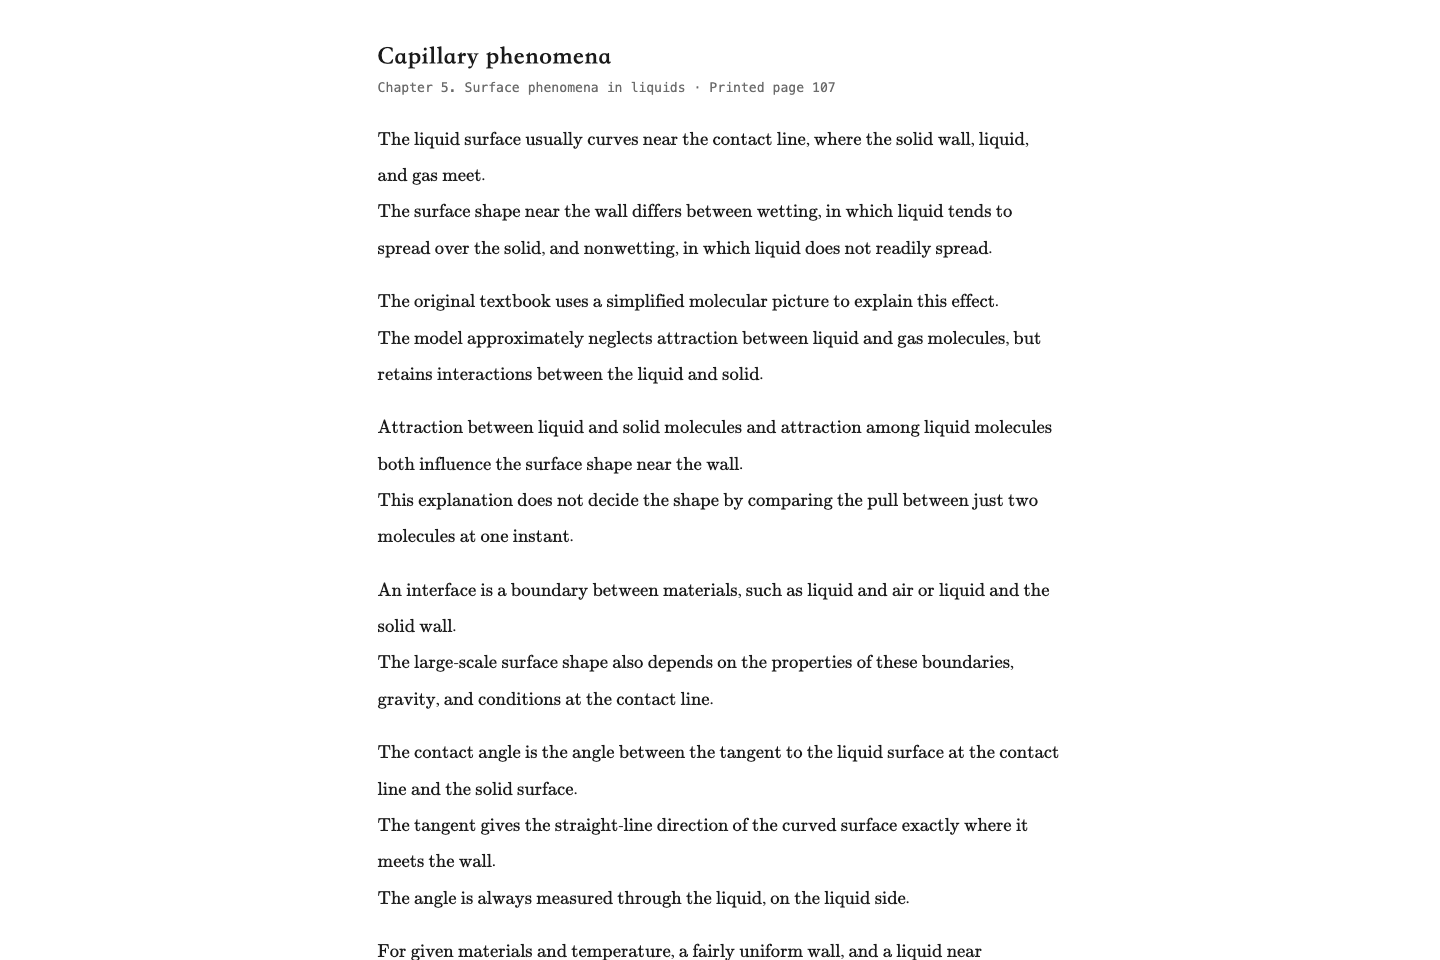 Capillary phenomena
Chapter 5. Surface phenomena in liquids · Printed page 107
The liquid surface usually curves near the contact line, where the solid wall, liquid,
and gas meet.
The surface shape near the wall differs between wetting, in which liquid tends to
spread over the solid, and nonwetting, in which liquid does not readily spread.
The original textbook uses a simplified molecular picture to explain this effect.
The model approximately neglects attraction between liquid and gas molecules, but
retains interactions between the liquid and solid.
Attraction between liquid and solid molecules and attraction among liquid molecules
both influence the surface shape near the wall.
This explanation does not decide the shape by comparing the pull between just two
molecules at one instant.
An interface is a boundary between materials, such as liquid and air or liquid and the
solid wall.
The large-scale surface shape also depends on the properties of these boundaries,
gravity, and conditions at the contact line.
The contact angle is the angle between the tangent to the liquid surface at the contact
line and the solid surface.
The tangent gives the straight-line direction of the curved surface exactly where it
meets the wall.
The angle is always measured through the liquid, on the liquid side.
For given materials and temperature, a fairly uniform wall, and a liquid near